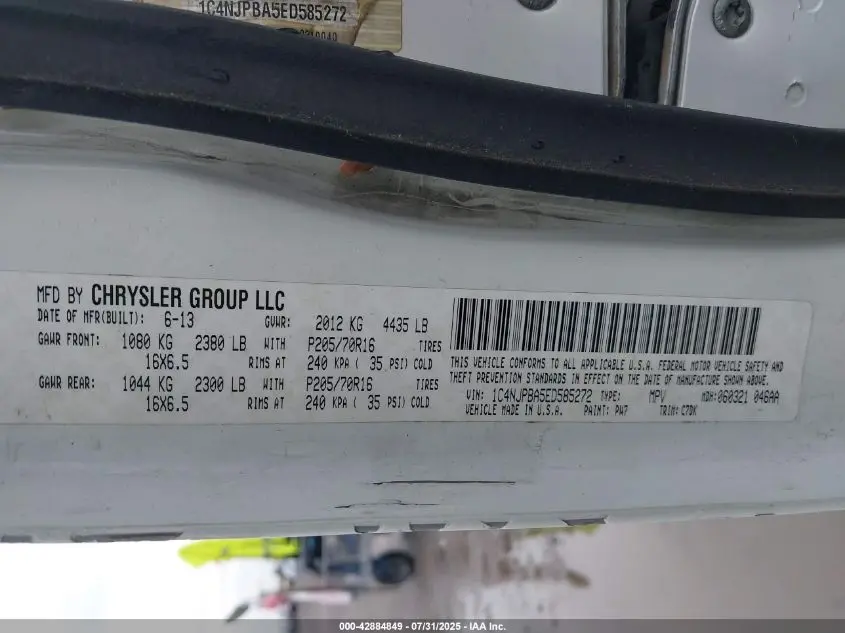 1C4NJPBA5ED585272
MFD BY CHRYSLER GROUP LLC
DATE OF MFR(BUILT): 6-13 GVWR: 2012 KG 4435 LB
GAWR FRONT: 1080 KG 2380 LB WITH P205/70R16 TIRES
16X6.5 RIMS AT 240 KPA ( 35 PSI) COLD
GAWR REAR: 1044 KG 2300 LB WITH P205/70R16 TIRES
16X6.5 RIMS AT 240 KPA ( 35 PSI) COLD
THIS VEHICLE CONFORMS TO ALL APPLICABLE U.S.A. FEDERAL MOTOR VEHICLE SAFETY AND
THEFT PREVENTION STANDARDS IN EFFECT ON THE DATE OF MANUFACTURE SHOWN ABOVE.
VIN: 1C4NJPBA5ED585272 TYPE: MPV MDH: 060321 046AA
VEHICLE MADE IN U.S.A. PAINT: PW7 TRIM: C7DK
000-42884849 | 07/31/2025 | IAA Inc.